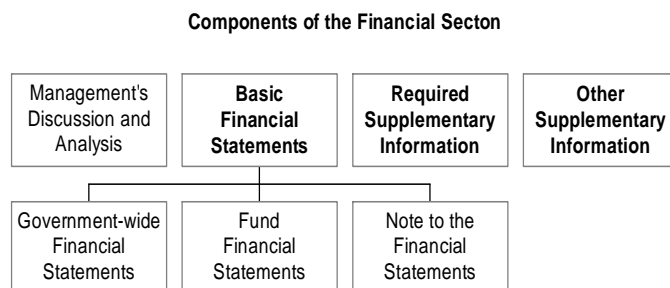 Components of the Financial Secton
Management's
Discussion and
Analysis
Basic
Financial
Statements
Required
Supplementary
Information
Other
Supplementary
Information
Government-wide
Financial
Statements
Fund
Financial
Statements
Note to the
Financial
Statements